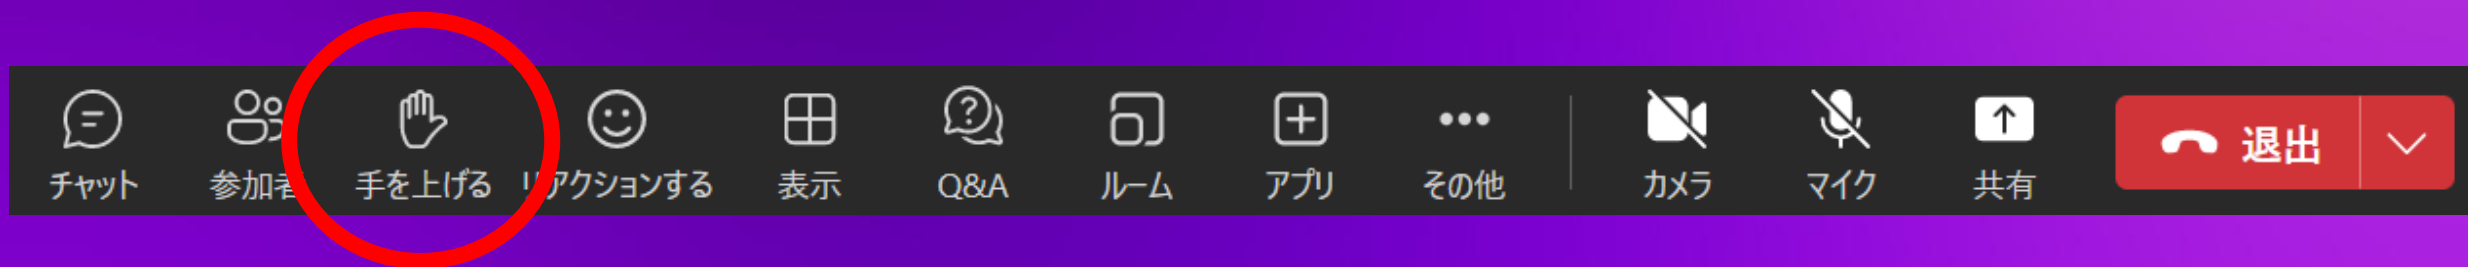 チャット 参加者 手を上げる リアクションする 表示 Q&A ルーム アプリ その他 カメラ マイク 共有 退出